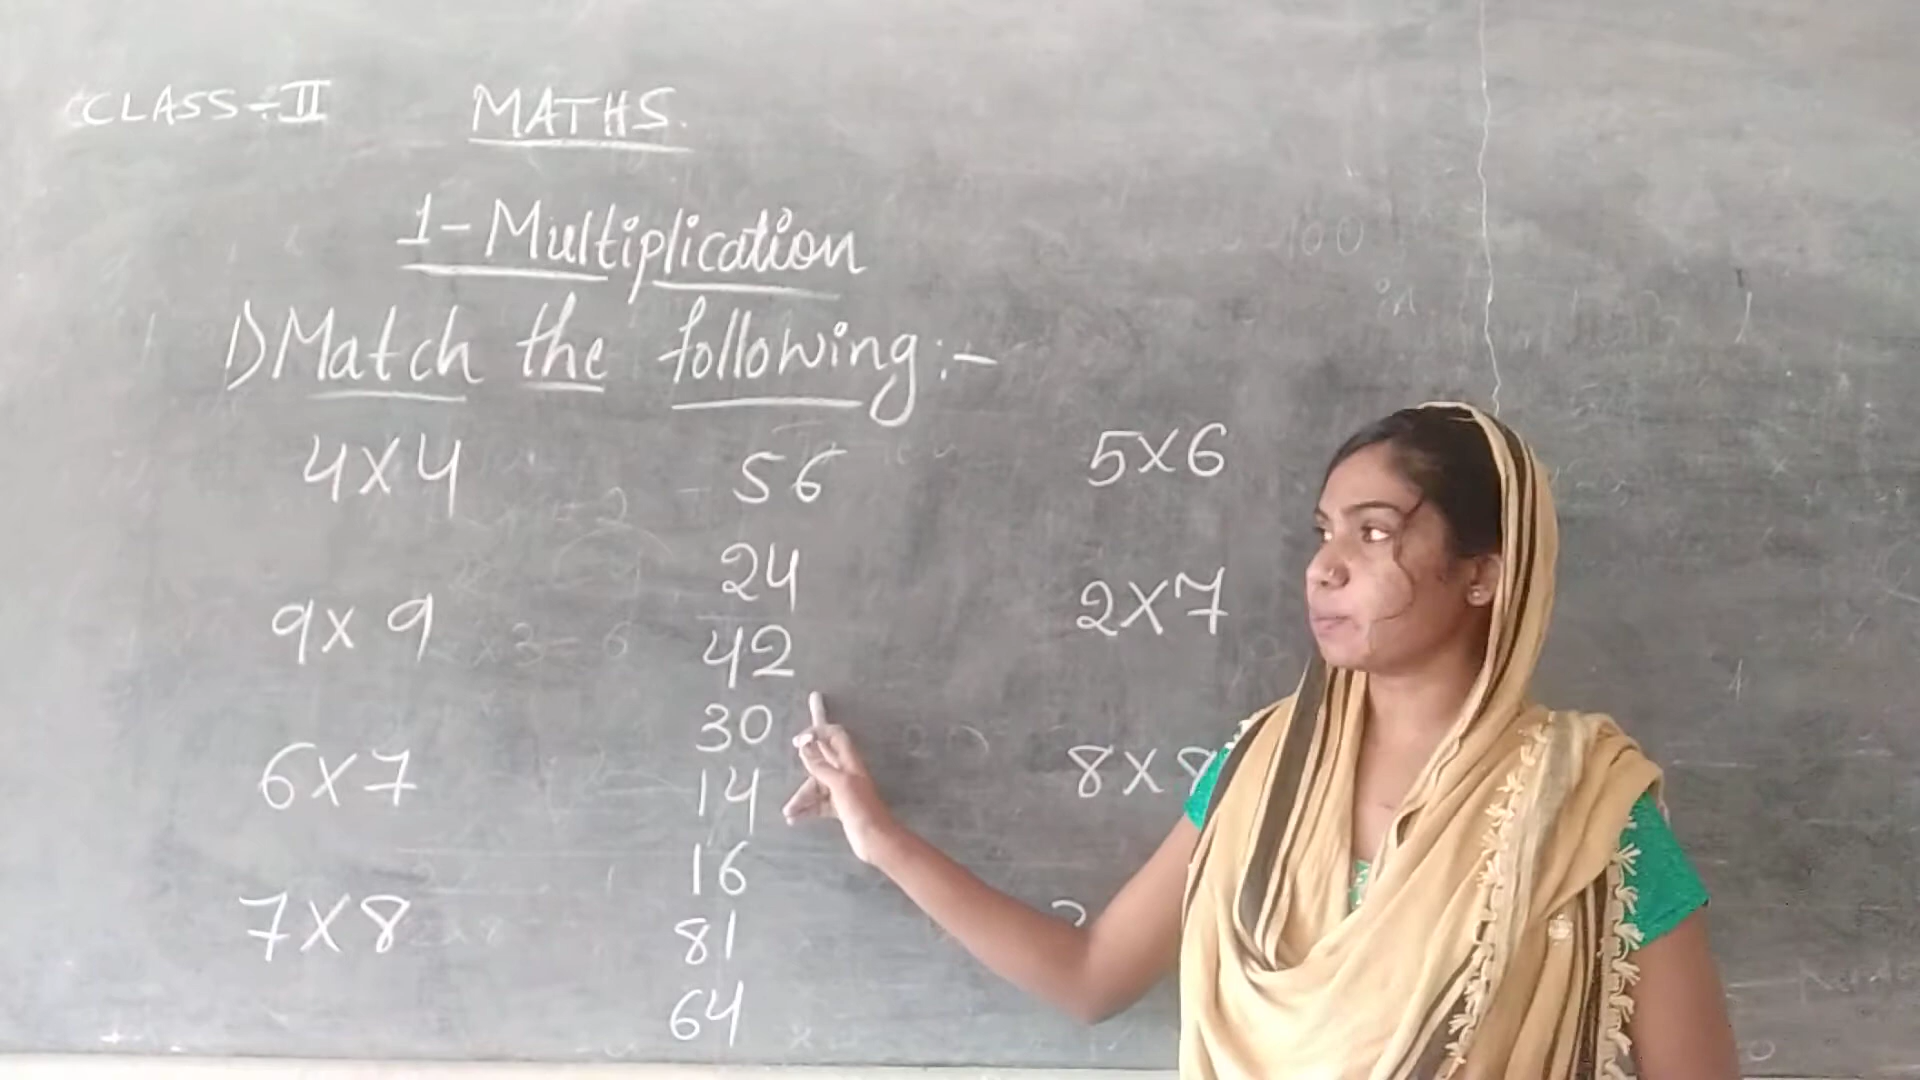 CLASS-II MATHS.
1-Multiplication
1) Match the following:-
4X4 56 5X6
24
9x9 42 2X7
30
6X7 14 8X8
16
7X8 81
64